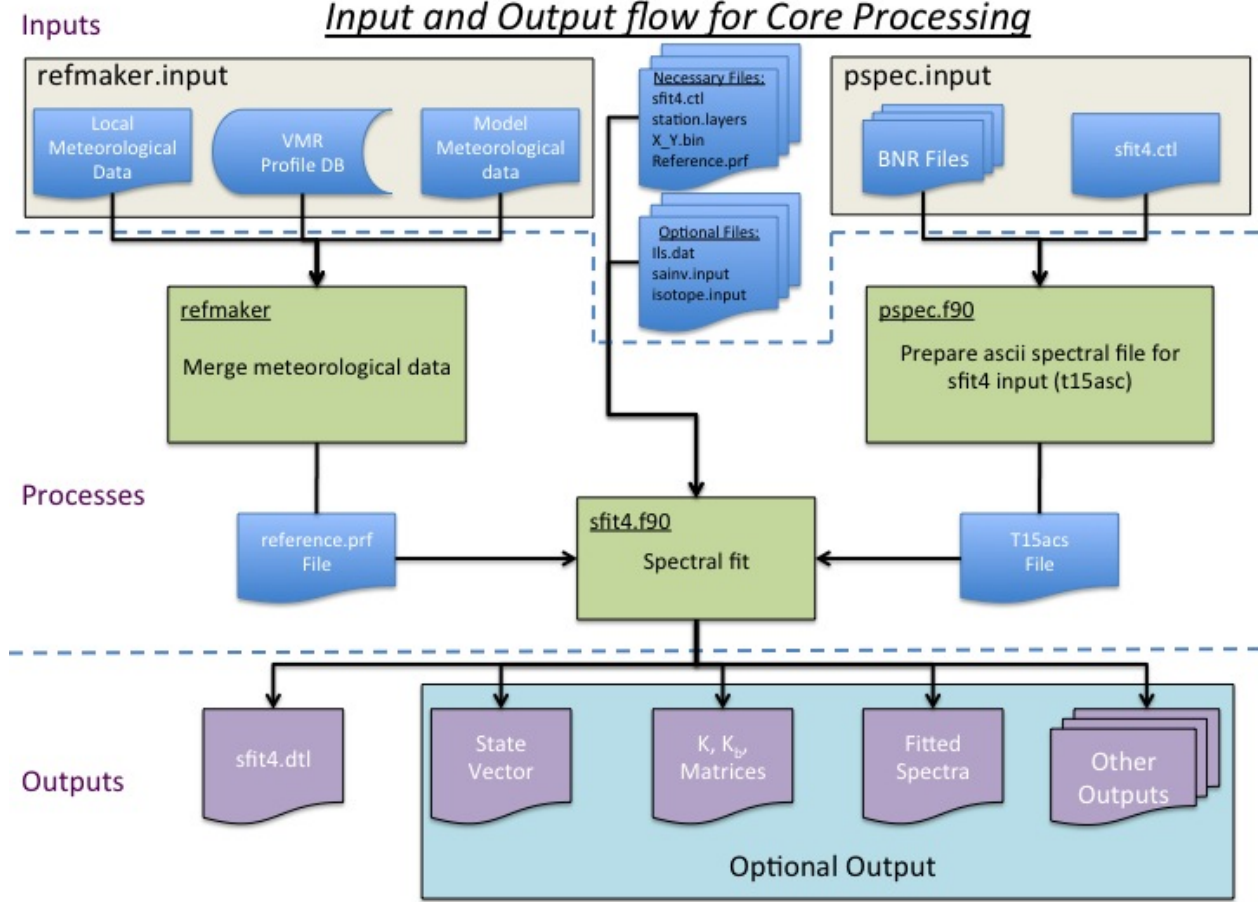 Input and Output flow for Core Processing
Inputs
refmaker.input
Local
Meteorological
Data
VMR
Profile DB
Model
Meteorological
data
Necessary Files:
sfit4.ctl
station.layers
X_Y.bin
Reference.prf
Optional Files:
Ils.dat
sainv.input
isotope.input
pspec.input
BNR Files
sfit4.ctl
refmaker
Merge meteorological data
pspec.f90
Prepare ascii spectral file for
sfit4 input (t15asc)
Processes
reference.prf
File
sfit4.f90
Spectral fit
T15acs
File
Outputs
sfit4.dtl
State
Vector
K, Kb,
Matrices
Fitted
Spectra
Other
Outputs
Optional Output